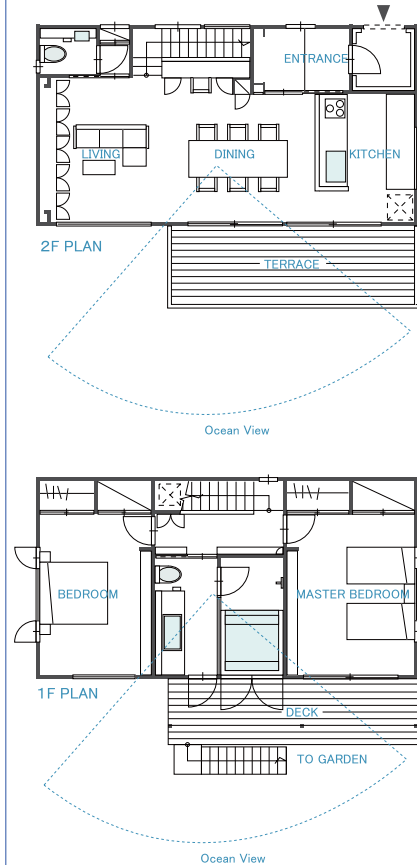 ENTRANCE
LIVING
DINING
KITCHEN
2F PLAN
TERRACE
Ocean View
BEDROOM
MASTER BEDROOM
1F PLAN
DECK
TO GARDEN
Ocean View